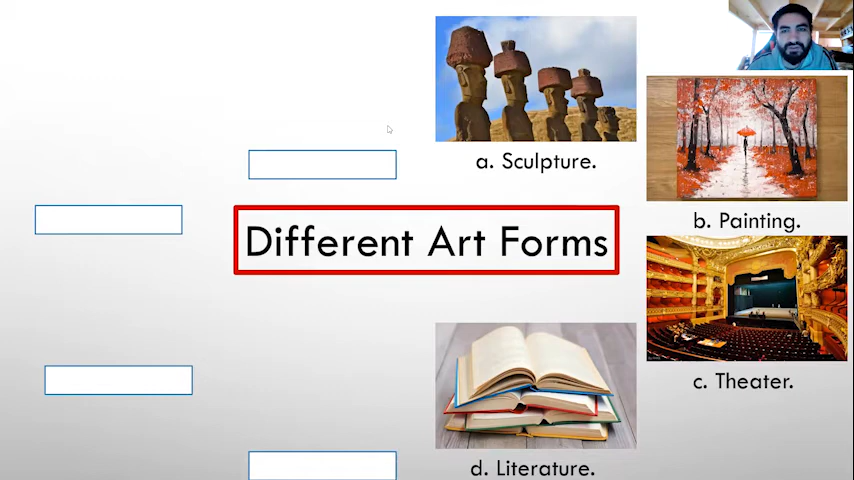 a. Sculpture.
b. Painting.
Different Art Forms
c. Theater.
d. Literature.